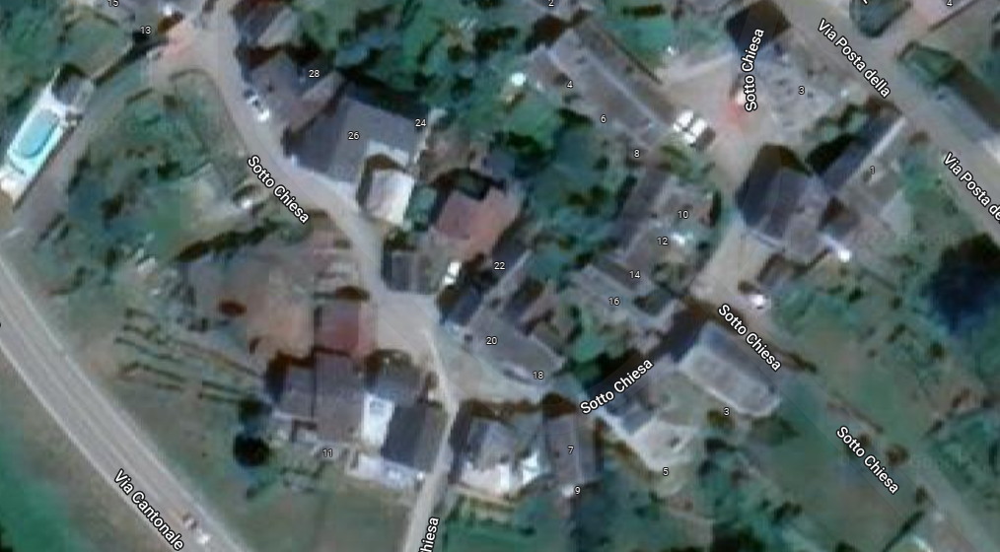 15
2
4
13
Via Posta della
Sotto Chiesa
28
4
3
24
6
26
8
1
Via Posta de
Sotto Chiesa
10
12
22
14
16
Sotto Chiesa
20
18
Sotto Chiesa
3
Sotto Chiesa
7
11
5
9
Via Cantonale
hiesa